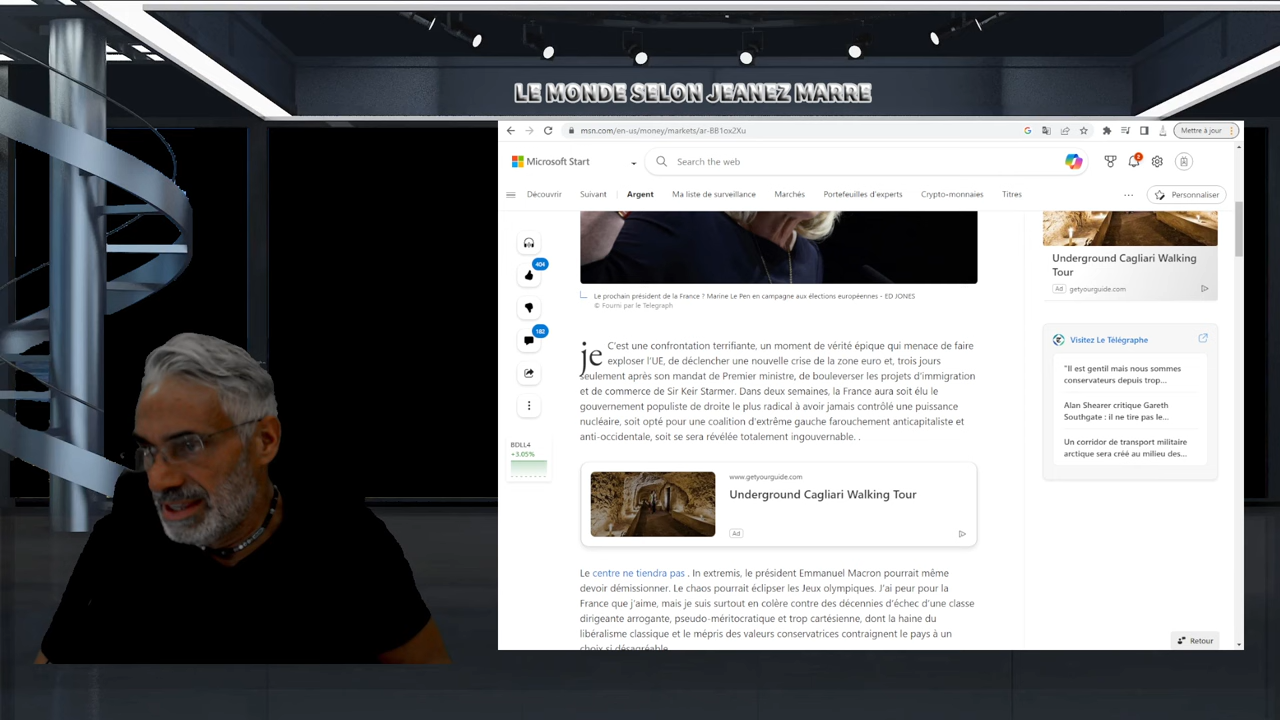 LE MONDE SELON JEANEZ MARRE
msn.com/en-us/money/markets/ar-BB1ox2Xu
Mettre à jour
Microsoft Start
Search the web
2
Découvrir
Suivant
Argent
Ma liste de surveillance
Marchés
Portefeuilles d'experts
Crypto-monnaies
Titres
Personnaliser
404
182
BDLL4
+3.05%
Le prochain président de la France ? Marine Le Pen en campagne aux élections européennes - ED JONES
© Fourni par le Telegraph
je C'est une confrontation terrifiante, un moment de vérité épique qui menace de faire
exploser l'UE, de déclencher une nouvelle crise de la zone euro et, trois jours
seulement après son mandat de Premier ministre, de bouleverser les projets d'immigration
et de commerce de Sir Keir Starmer. Dans deux semaines, la France aura soit élu le
gouvernement populiste de droite le plus radical à avoir jamais contrôlé une puissance
nucléaire, soit opté pour une coalition d'extrême gauche farouchement anticapitaliste et
anti-occidentale, soit se sera révélée totalement ingouvernable. .
www.getyourguide.com
Underground Cagliari Walking Tour
Ad
Le centre ne tiendra pas . In extremis, le président Emmanuel Macron pourrait même
devoir démissionner. Le chaos pourrait éclipser les Jeux olympiques. J'ai peur pour la
France que j'aime, mais je suis surtout en colère contre des décennies d'échec d'une classe
dirigeante arrogante, pseudo-méritocratique et trop cartésienne, dont la haine du
libéralisme classique et le mépris des valeurs conservatrices contraignent le pays à un
choix si désagréable.
Underground Cagliari Walking
Tour
Ad getyourguide.com
Visitez Le Télégraphe
"Il est gentil mais nous sommes
conservateurs depuis trop...
Alan Shearer critique Gareth
Southgate : il ne tire pas le...
Un corridor de transport militaire
arctique sera créé au milieu des...
Retour